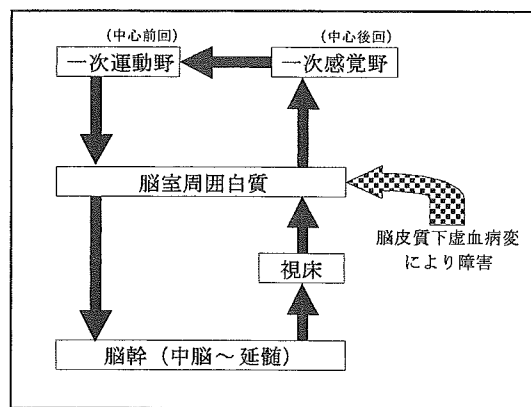 (中心前回)
(中心後回)
一次運動野
一次感覚野
脳室周囲白質
脳皮質下虚血病変
により障害
視床
脳幹(中脳~延髄)